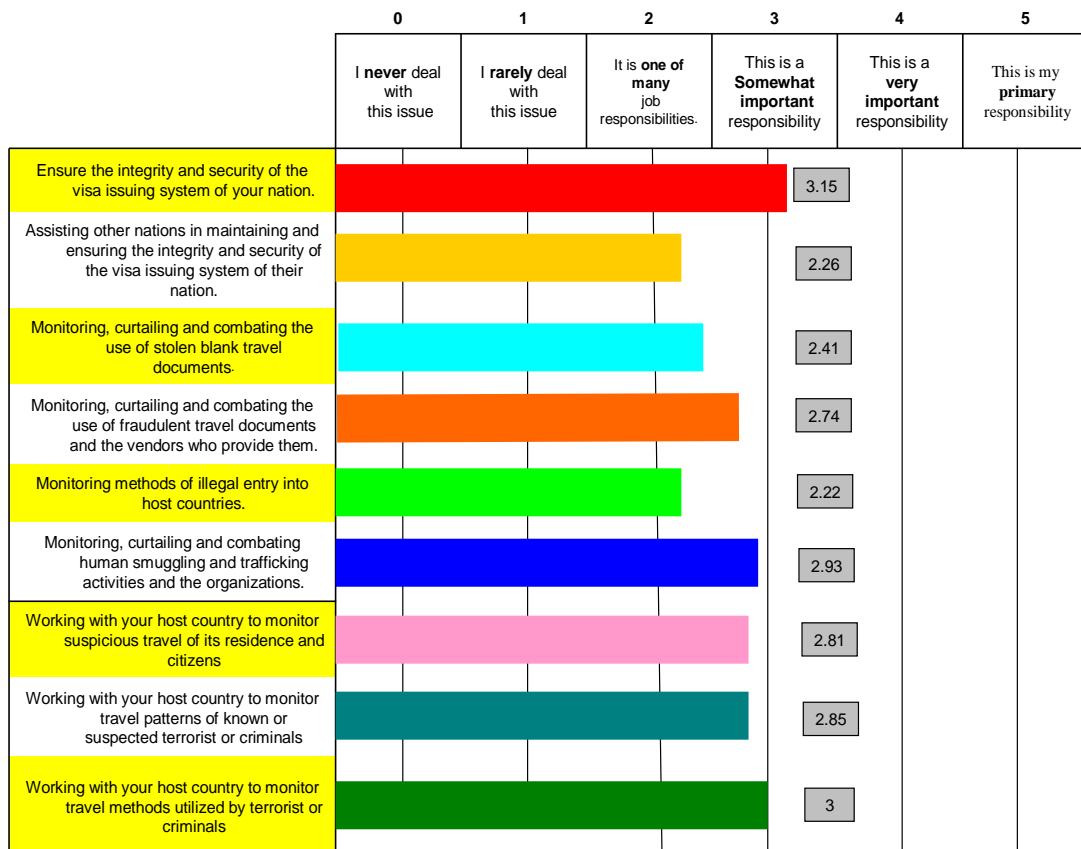 0 1 2 3 4 5
I never deal
with
this issue
I rarely deal
with
this issue
It is one of
many
job
responsibilities.
This is a
Somewhat
important
responsibility
This is a
very
important
responsibility
This is my
primary
responsibility
Ensure the integrity and security of the
visa issuing system of your nation.
3.15
Assisting other nations in maintaining and
ensuring the integrity and security of
the visa issuing system of their
nation.
2.26
Monitoring, curtailing and combating the
use of stolen blank travel
documents.
2.41
Monitoring, curtailing and combating the
use of fraudulent travel documents
and the vendors who provide them.
2.74
Monitoring methods of illegal entry into
host countries.
2.22
Monitoring, curtailing and combating
human smuggling and trafficking
activities and the organizations.
2.93
Working with your host country to monitor
suspicious travel of its residence and
citizens
2.81
Working with your host country to monitor
travel patterns of known or
suspected terrorist or criminals
2.85
Working with your host country to monitor
travel methods utilized by terrorist or
criminals
3